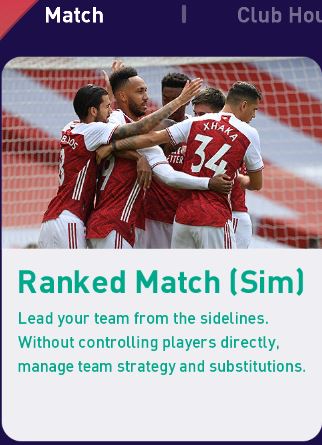 Match | Club Hou
XHAKA
34
Ranked Match (Sim)
Lead your team from the sidelines.
Without controlling players directly,
manage team strategy and substitutions.